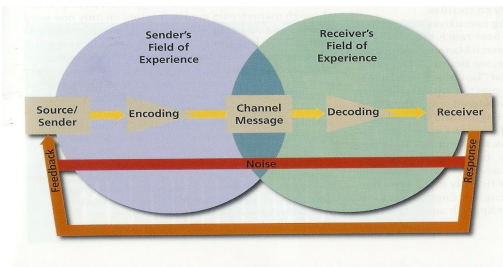 Sender's
Field of
Experience
Receiver's
Field of
Experience
Source/
Sender
Encoding
Channel
Message
Decoding
Receiver
Feedback
Noise
Response